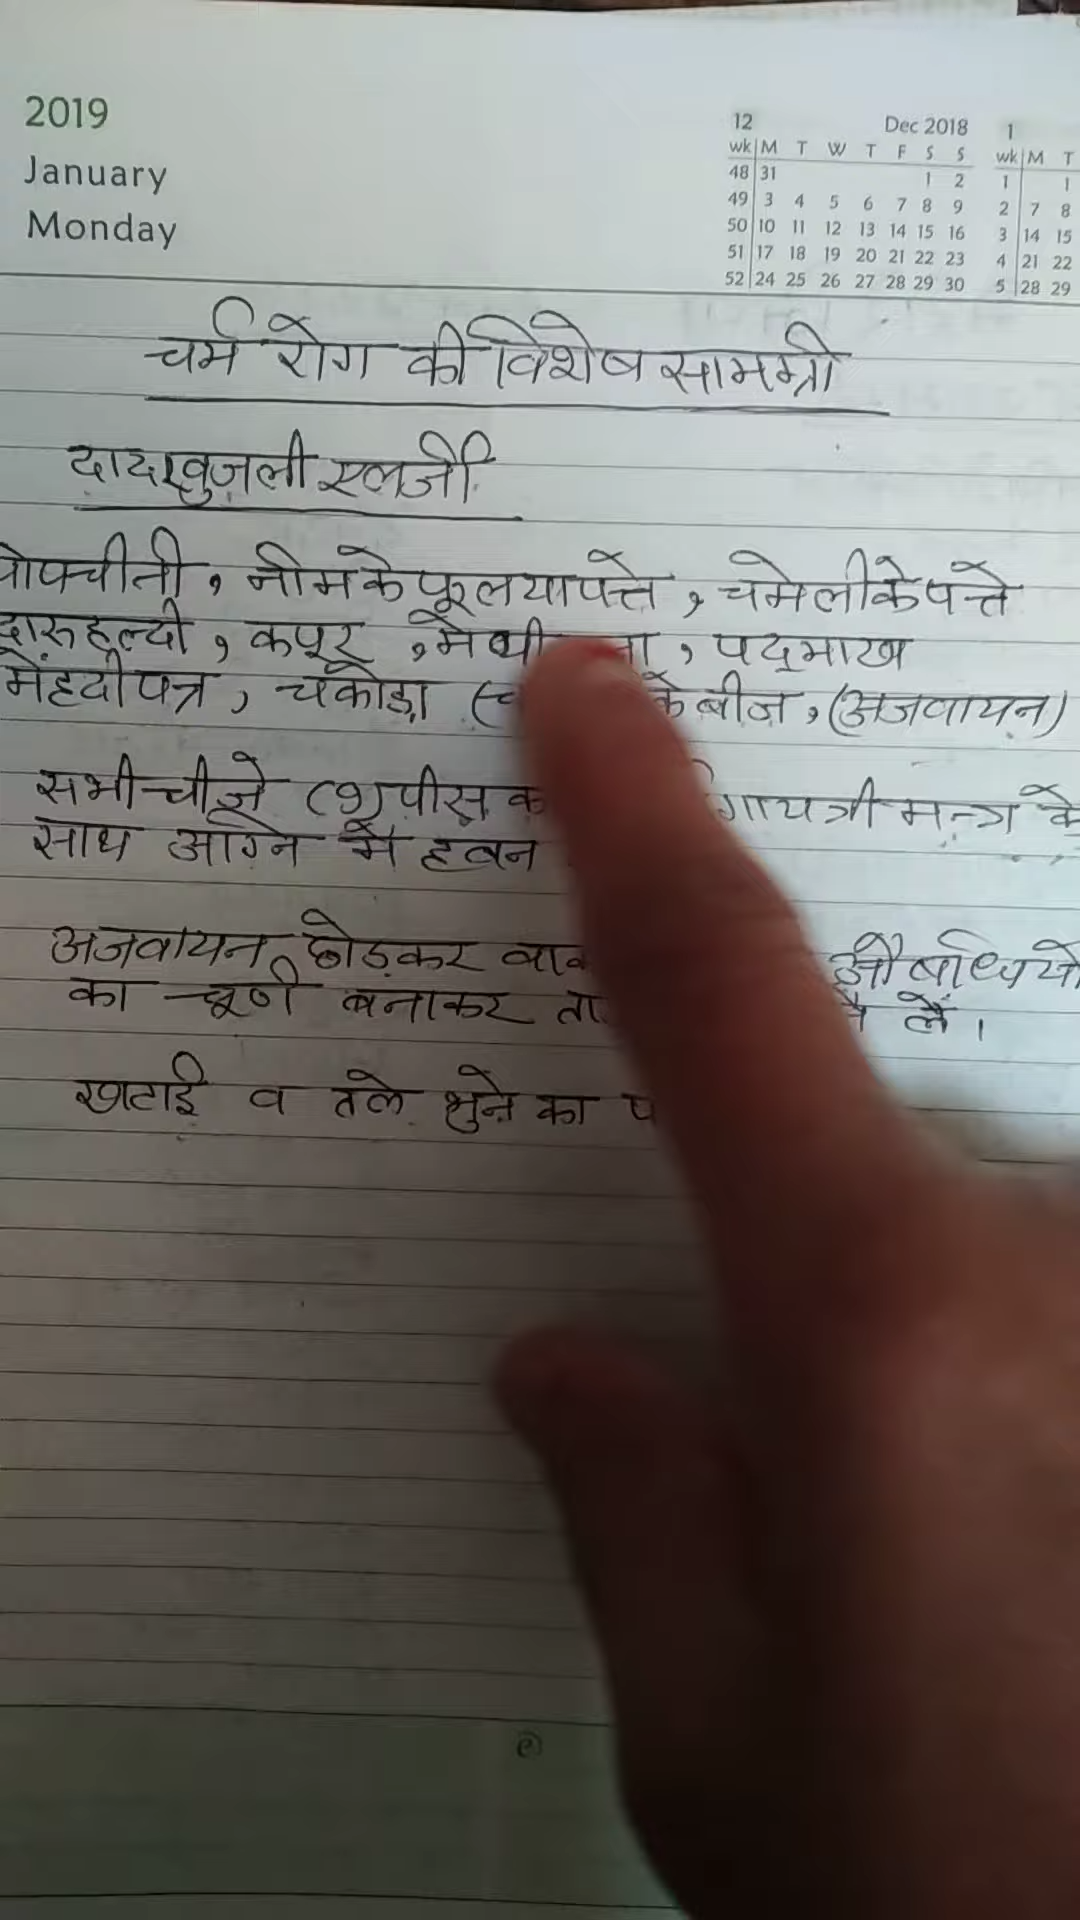 2019
January
Monday
12 Dec 2018
wk M T W T F S S
48 31 1 2
49 3 4 5 6 7 8 9
50 10 11 12 13 14 15 16
51 17 18 19 20 21 22 23
52 24 25 26 27 28 29 30
1
wk M T
1 1
2 7 8
3 14 15
4 21 22
5 28 29
चर्म रोग की विशेष सामग्री
दादखुजली एलर्जी
चोपचीनी, नीम के फूल या पत्ते, चमेली के पत्ते
दारुहल्दी, कपूर, मेथी, पद्माख
मेंहदी पत्र, चकोड़ा के बीज, (अजवायन)
सभी चीजे (9) पीस गायत्री मन्त्र के
साथ अग्नि में हवन
अजवायन छोड़कर औषधियो
का चूर्ण बनाकर लें।
खटाई व तले भुने का